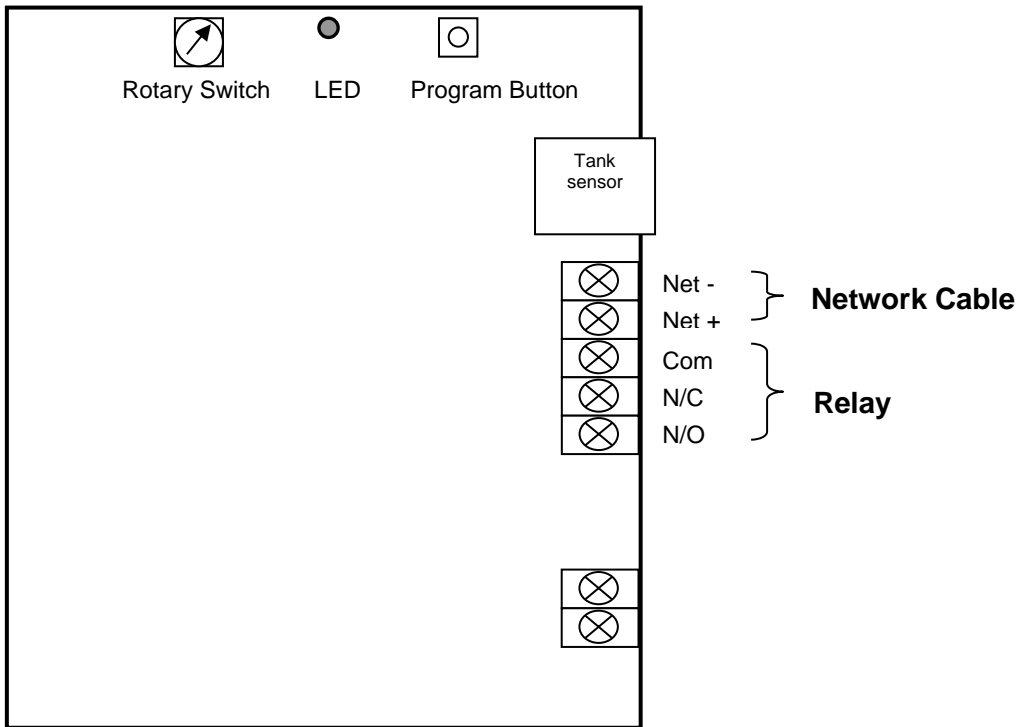 Rotary Switch LED Program Button
Tank
sensor
Net -
Net +
Network Cable
Com
N/C
N/O
Relay